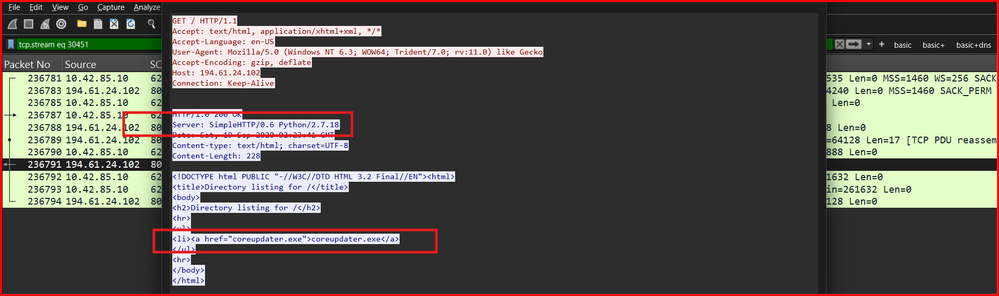 File Edit View Go Capture Analyze
tcp.stream eq 30451
basic basic+ basic+dns
Packet No Source
236781 10.42.85.10 62
236783 194.61.24.102 80
236785 10.42.85.10 62
236787 10.42.85.10 62
236788 194.61.24.102 80
236789 194.61.24.102 80
236790 10.42.85.10 62
236791 194.61.24.102 80
236792 10.42.85.10 62
236793 10.42.85.10 62
236794 194.61.24.102 80
GET / HTTP/1.1
Accept: text/html, application/xhtml+xml, */*
Accept-Language: en-US
User-Agent: Mozilla/5.0 (Windows NT 6.3; WOW64; Trident/7.0; rv:11.0) like Gecko
Accept-Encoding: gzip, deflate
Host: 194.61.24.102
Connection: Keep-Alive
HTTP/1.0 200 OK
Server: SimpleHTTP/0.6 Python/2.7.18
Date: Sat, 19 Sep 2020 02:23:41 GMT
Content-type: text/html; charset=UTF-8
Content-Length: 228
<!DOCTYPE html PUBLIC "-//W3C//DTD HTML 3.2 Final//EN"><html>
<title>Directory listing for /</title>
<body>
<h2>Directory listing for /</h2>
<hr>
<ul>
<li><a href="coreupdater.exe">coreupdater.exe</a>
</ul>
<hr>
</body>
</html>
535 Len=0 MSS=1460 WS=256 SACK_
4240 Len=0 MSS=1460 SACK_PERM
Len=0
8 Len=0
=64128 Len=17 [TCP PDU reassem
888 Len=0
1632 Len=0
in=261632 Len=0
128 Len=0